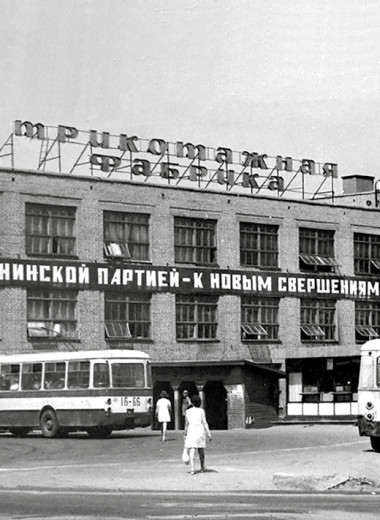 трикотажная
фабрика
НИНСКОЙ ПАРТИЕЙ-К НОВЫМ СВЕРШЕНИЯМ
16-66